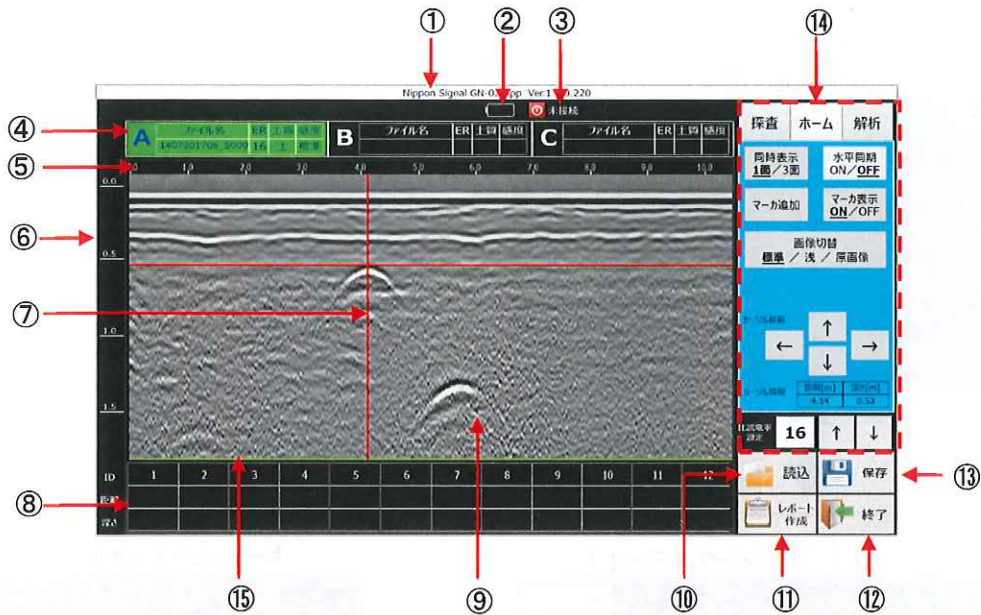 ① ② ③ ⑭
Nippon Signal GN-0 pp Ver:1 0.220
未接続
④ A ファイル名 ER 土質 感度 B ファイル名 ER 土質 感度 C ファイル名 ER 土質 感度
1407201706_5000 16 土 標準
探査 ホーム 解析
⑤ 0.0 1.0 2.0 3.0 4.0 5.0 6.0 7.0 8.0 9.0 10.0
0.0
同時表示 水平同期
1面/3面 ON/OFF
マーカ追加 マーカ表示
ON/OFF
⑥
0.5
画像切替
標準 / 浅 / 原画像
⑦
1.0
カーソル移動
↑
← →
↓
カーソル情報 距離[m] 深さ[m]
4.14 0.53
1.5
比誘電率
設定 16 ↑ ↓
ID 1 2 3 4 5 6 7 8 9 10 11 12
⑩ 読込 保存 ⑬
⑧ 距離
深さ
レポート
作成 終了
⑮ ⑨ ⑪ ⑫